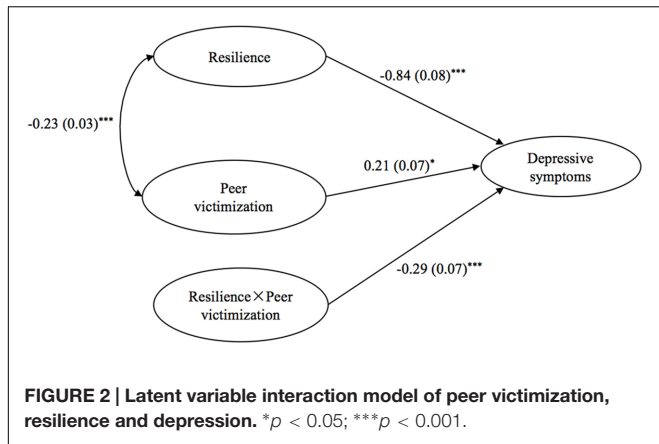 Resilience
-0.84 (0.08)***
-0.23 (0.03)***
Depressive
symptoms
0.21 (0.07)*
Peer
victimization
-0.29 (0.07)***
Resilience×Peer
victimization
FIGURE 2 | Latent variable interaction model of peer victimization,
resilience and depression. *p < 0.05; ***p < 0.001.